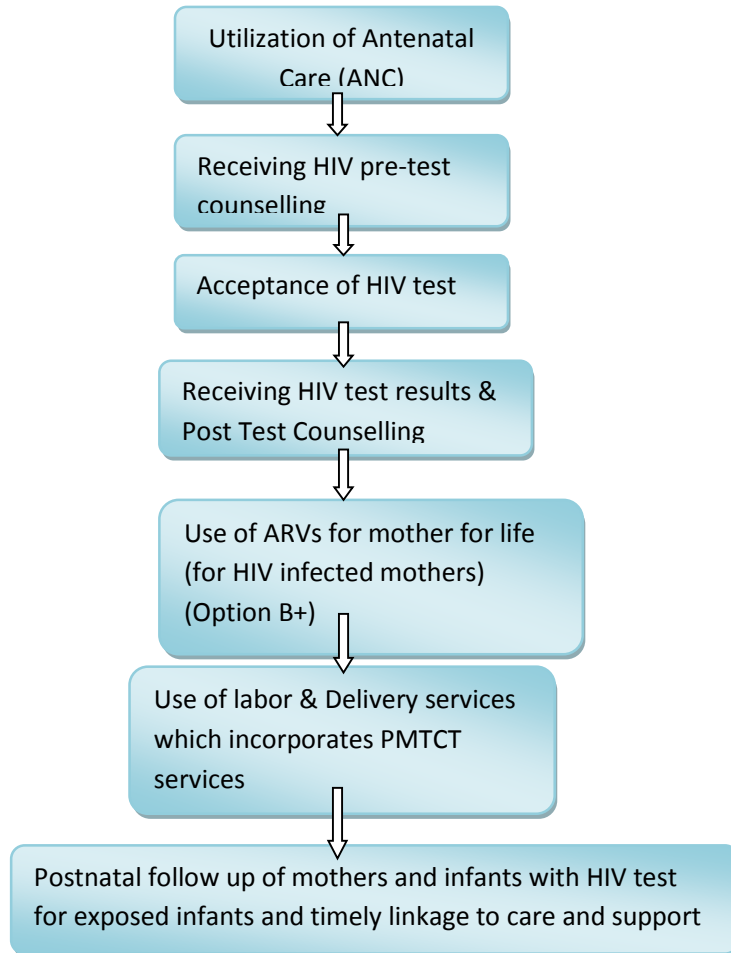 Utilization of Antenatal
Care (ANC)
Receiving HIV pre-test
counselling
Acceptance of HIV test
Receiving HIV test results &
Post Test Counselling
Use of ARVs for mother for life
(for HIV infected mothers)
(Option B+)
Use of labor & Delivery services
which incorporates PMTCT
services
Postnatal follow up of mothers and infants with HIV test
for exposed infants and timely linkage to care and support